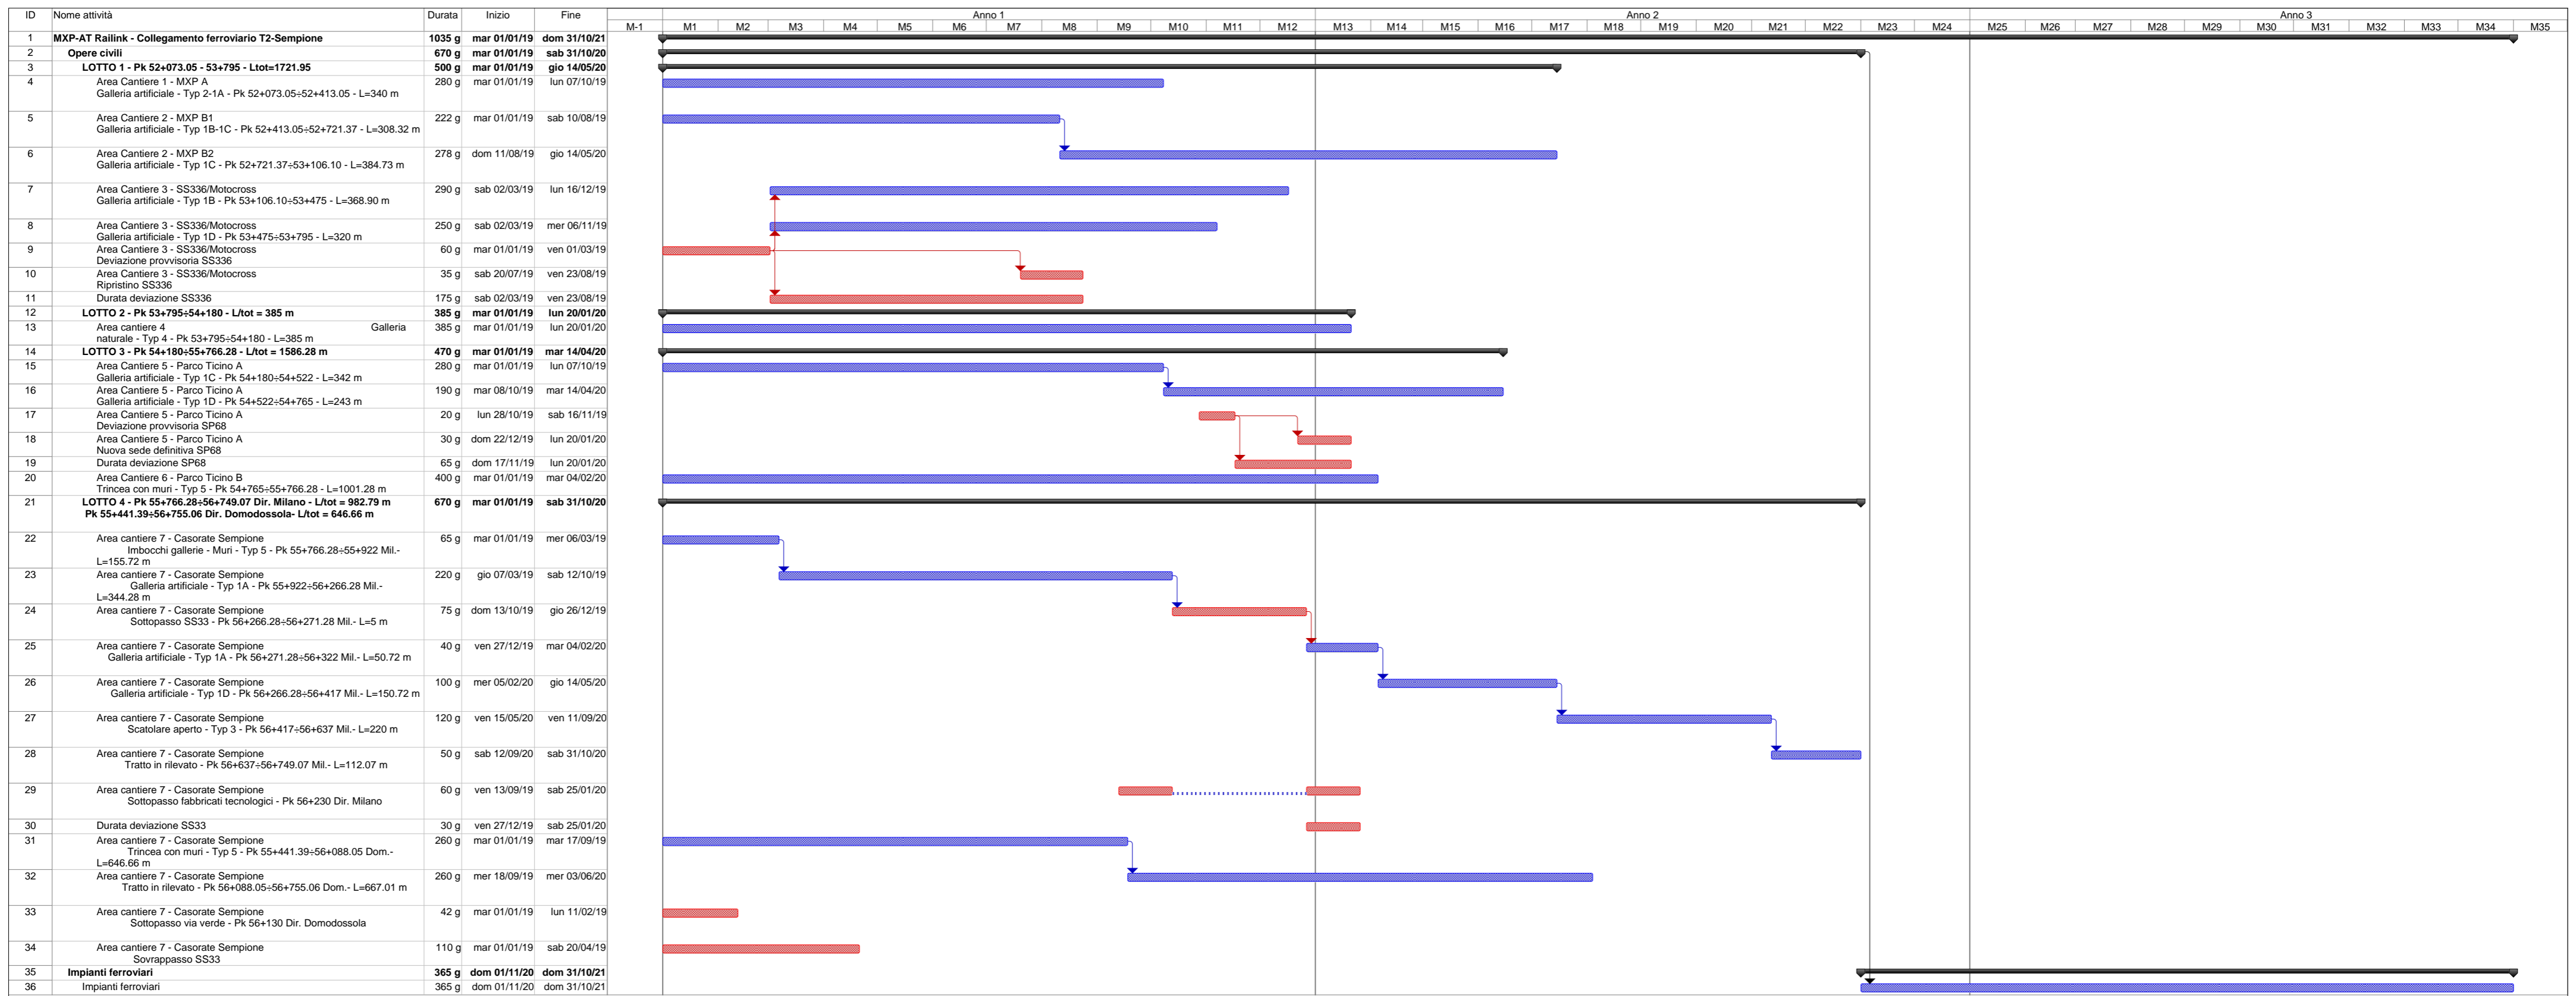 ID Nome attività Durata Inizio Fine Anno 1 Anno 2 Anno 3
M-1 M1 M2 M3 M4 M5 M6 M7 M8 M9 M10 M11 M12 M13 M14 M15 M16 M17 M18 M19 M20 M21 M22 M23 M24 M25 M26 M27 M28 M29 M30 M31 M32 M33 M34 M35
1 MXP-AT Railink - Collegamento ferroviario T2-Sempione 1035 g mar 01/01/19 dom 31/10/21
2 Opere civili 670 g mar 01/01/19 sab 31/10/20
3 LOTTO 1 - Pk 52+073.05 - 53+795 - Ltot=1721.95 500 g mar 01/01/19 gio 14/05/20
4 Area Cantiere 1 - MXP A 280 g mar 01/01/19 lun 07/10/19
Galleria artificiale - Typ 2-1A - Pk 52+073.05÷52+413.05 - L=340 m
5 Area Cantiere 2 - MXP B1 222 g mar 01/01/19 sab 10/08/19
Galleria artificiale - Typ 1B-1C - Pk 52+413.05÷52+721.37 - L=308.32 m
6 Area Cantiere 2 - MXP B2 278 g dom 11/08/19 gio 14/05/20
Galleria artificiale - Typ 1C - Pk 52+721.37÷53+106.10 - L=384.73 m
7 Area Cantiere 3 - SS336/Motocross 290 g sab 02/03/19 lun 16/12/19
Galleria artificiale - Typ 1B - Pk 53+106.10÷53+475 - L=368.90 m
8 Area Cantiere 3 - SS336/Motocross 250 g sab 02/03/19 mer 06/11/19
Galleria artificiale - Typ 1D - Pk 53+475÷53+795 - L=320 m
9 Area Cantiere 3 - SS336/Motocross 60 g mar 01/01/19 ven 01/03/19
Deviazione provvisoria SS336
10 Area Cantiere 3 - SS336/Motocross 35 g sab 20/07/19 ven 23/08/19
Ripristino SS336
11 Durata deviazione SS336 175 g sab 02/03/19 ven 23/08/19
12 LOTTO 2 - Pk 53+795÷54+180 - L/tot = 385 m 385 g mar 01/01/19 lun 20/01/20
13 Area cantiere 4 Galleria 385 g mar 01/01/19 lun 20/01/20
naturale - Typ 4 - Pk 53+795÷54+180 - L=385 m
14 LOTTO 3 - Pk 54+180÷55+766.28 - L/tot = 1586.28 m 470 g mar 01/01/19 mar 14/04/20
15 Area Cantiere 5 - Parco Ticino A 280 g mar 01/01/19 lun 07/10/19
Galleria artificiale - Typ 1C - Pk 54+180÷54+522 - L=342 m
16 Area Cantiere 5 - Parco Ticino A 190 g mar 08/10/19 mar 14/04/20
Galleria artificiale - Typ 1D - Pk 54+522÷54+765 - L=243 m
17 Area Cantiere 5 - Parco Ticino A 20 g lun 28/10/19 sab 16/11/19
Deviazione provvisoria SP68
18 Area Cantiere 5 - Parco Ticino A 30 g dom 22/12/19 lun 20/01/20
Nuova sede definitiva SP68
19 Durata deviazione SP68 65 g dom 17/11/19 lun 20/01/20
20 Area Cantiere 6 - Parco Ticino B 400 g mar 01/01/19 mar 04/02/20
Trincea con muri - Typ 5 - Pk 54+765÷55+766.28 - L=1001.28 m
21 LOTTO 4 - Pk 55+766.28÷56+749.07 Dir. Milano - L/tot = 982.79 m 670 g mar 01/01/19 sab 31/10/20
Pk 55+441.39÷56+755.06 Dir. Domodossola- L/tot = 646.66 m
22 Area cantiere 7 - Casorate Sempione 65 g mar 01/01/19 mer 06/03/19
Imbocchi gallerie - Muri - Typ 5 - Pk 55+766.28÷55+922 Mil.-
L=155.72 m
23 Area cantiere 7 - Casorate Sempione 220 g gio 07/03/19 sab 12/10/19
Galleria artificiale - Typ 1A - Pk 55+922÷56+266.28 Mil.-
L=344.28 m
24 Area cantiere 7 - Casorate Sempione 75 g dom 13/10/19 gio 26/12/19
Sottopasso SS33 - Pk 56+266.28÷56+271.28 Mil.- L=5 m
25 Area cantiere 7 - Casorate Sempione 40 g ven 27/12/19 mar 04/02/20
Galleria artificiale - Typ 1A - Pk 56+271.28÷56+322 Mil.- L=50.72 m
26 Area cantiere 7 - Casorate Sempione 100 g mer 05/02/20 gio 14/05/20
Galleria artificiale - Typ 1D - Pk 56+266.28÷56+417 Mil.- L=150.72 m
27 Area cantiere 7 - Casorate Sempione 120 g ven 15/05/20 ven 11/09/20
Scatolare aperto - Typ 3 - Pk 56+417÷56+637 Mil.- L=220 m
28 Area cantiere 7 - Casorate Sempione 50 g sab 12/09/20 sab 31/10/20
Tratto in rilevato - Pk 56+637÷56+749.07 Mil.- L=112.07 m
29 Area cantiere 7 - Casorate Sempione 60 g ven 13/09/19 sab 25/01/20
Sottopasso fabbricati tecnologici - Pk 56+230 Dir. Milano
30 Durata deviazione SS33 30 g ven 27/12/19 sab 25/01/20
31 Area cantiere 7 - Casorate Sempione 260 g mar 01/01/19 mar 17/09/19
Trincea con muri - Typ 5 - Pk 55+441.39÷56+088.05 Dom.-
L=646.66 m
32 Area cantiere 7 - Casorate Sempione 260 g mer 18/09/19 mer 03/06/20
Tratto in rilevato - Pk 56+088.05÷56+755.06 Dom.- L=667.01 m
33 Area cantiere 7 - Casorate Sempione 42 g mar 01/01/19 lun 11/02/19
Sottopasso via verde - Pk 56+130 Dir. Domodossola
34 Area cantiere 7 - Casorate Sempione 110 g mar 01/01/19 sab 20/04/19
Sovrappasso SS33
35 Impianti ferroviari 365 g dom 01/11/20 dom 31/10/21
36 Impianti ferroviari 365 g dom 01/11/20 dom 31/10/21